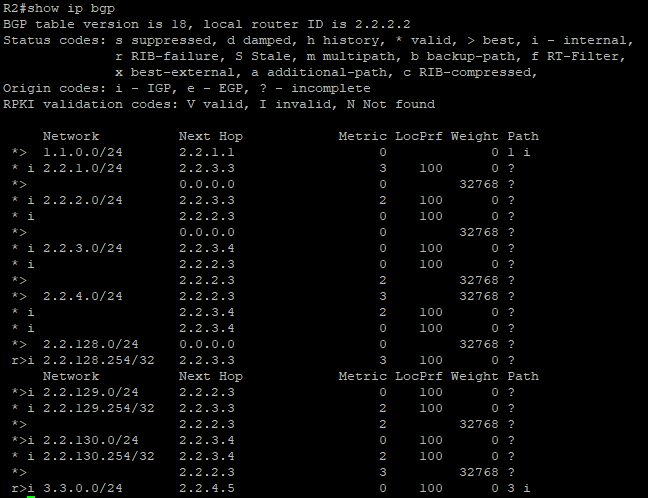 R2#show ip bgp
BGP table version is 18, local router ID is 2.2.2.2
Status codes: s suppressed, d damped, h history, * valid, > best, i - internal,
              r RIB-failure, S Stale, m multipath, b backup-path, f RT-Filter,
              x best-external, a additional-path, c RIB-compressed,
Origin codes: i - IGP, e - EGP, ? - incomplete
RPKI validation codes: V valid, I invalid, N Not found

     Network          Next Hop            Metric LocPrf Weight Path
 *>  1.1.0.0/24       2.2.1.1                  0             0 1 i
 * i 2.2.1.0/24       2.2.3.3                  3    100      0 ?
 *>                   0.0.0.0                  0         32768 ?
 * i 2.2.2.0/24       2.2.3.3                  2    100      0 ?
 * i                  2.2.2.3                  0    100      0 ?
 *>                   0.0.0.0                  0         32768 ?
 * i 2.2.3.0/24       2.2.3.4                  0    100      0 ?
 * i                  2.2.2.3                  0    100      0 ?
 *>                   2.2.2.3                  2         32768 ?
 *>  2.2.4.0/24       2.2.2.3                  3         32768 ?
 * i                  2.2.3.4                  2    100      0 ?
 * i                  2.2.3.4                  0    100      0 ?
 *>  2.2.128.0/24     0.0.0.0                  0         32768 ?
 r>i 2.2.128.254/32   2.2.3.3                  3    100      0 ?
     Network          Next Hop            Metric LocPrf Weight Path
 *>i 2.2.129.0/24     2.2.2.3                  0    100      0 ?
 * i 2.2.129.254/32   2.2.3.3                  2    100      0 ?
 *>                   2.2.2.3                  2         32768 ?
 *>i 2.2.130.0/24     2.2.3.4                  0    100      0 ?
 * i 2.2.130.254/32   2.2.3.4                  2    100      0 ?
 *>                   2.2.2.3                  3         32768 ?
 r>i 3.3.0.0/24       2.2.4.5                  0    100      0 3 i